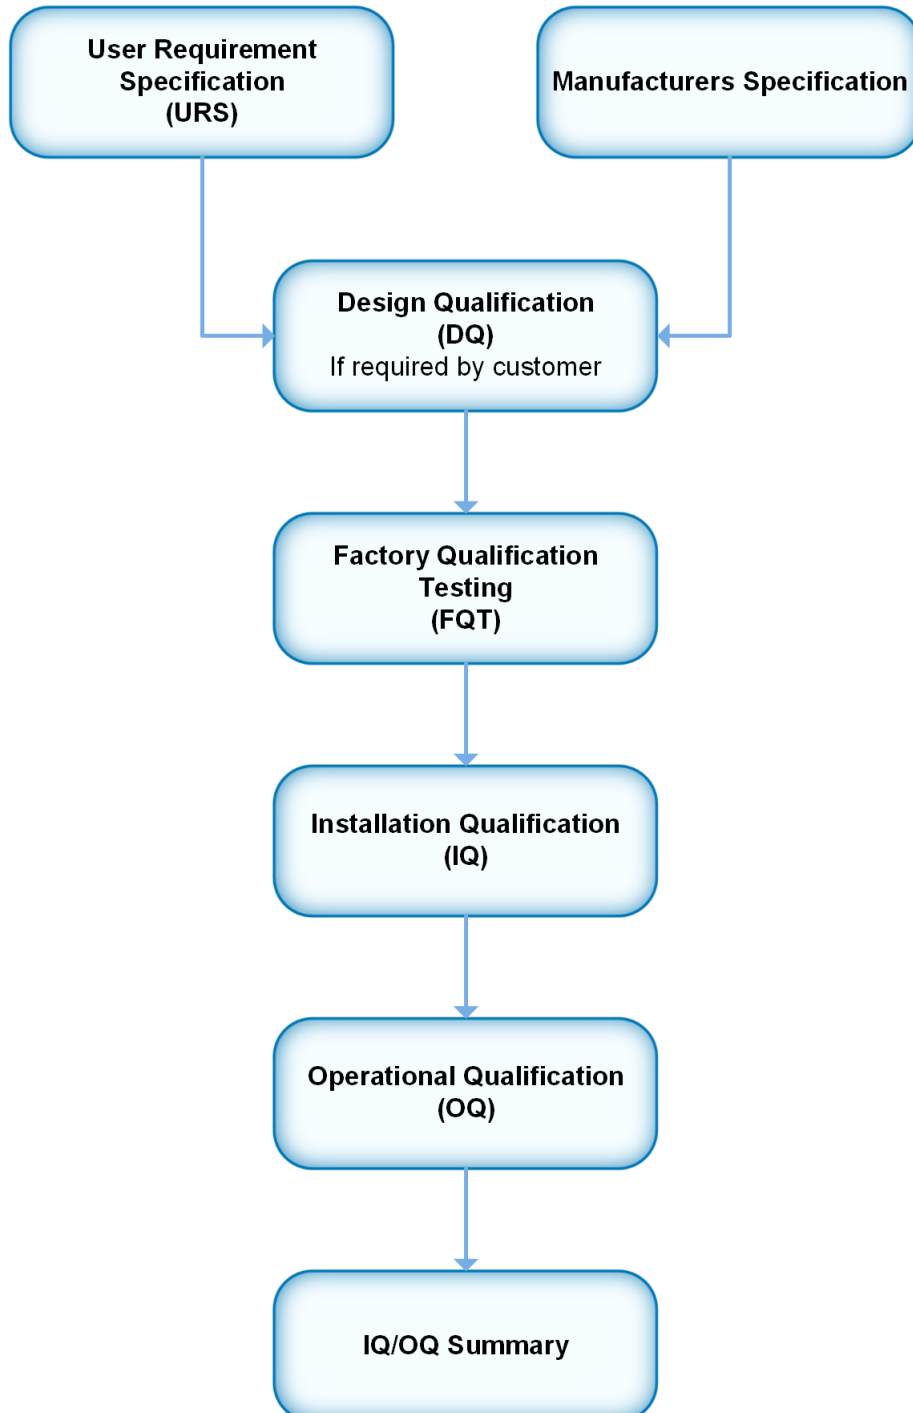 User Requirement
Specification
(URS)
Manufacturers Specification
Design Qualification
(DQ)
If required by customer
Factory Qualification
Testing
(FQT)
Installation Qualification
(IQ)
Operational Qualification
(OQ)
IQ/OQ Summary